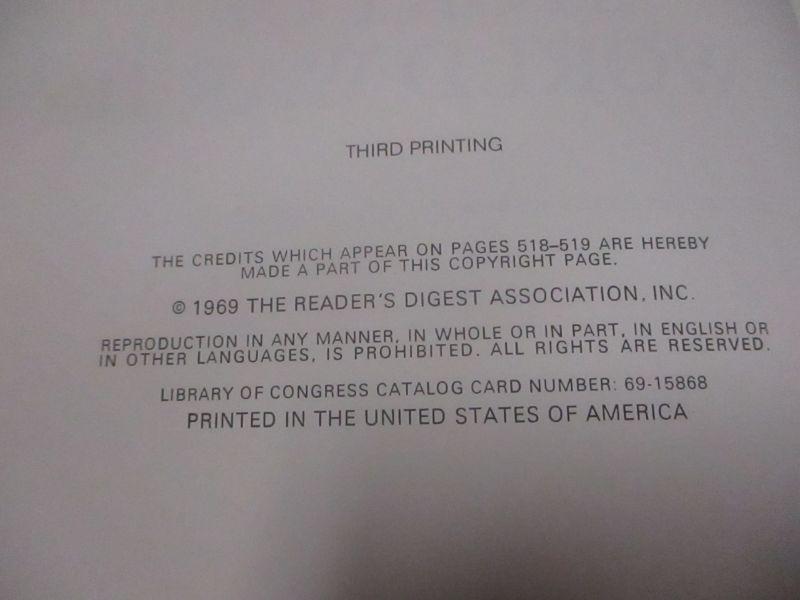 THIRD PRINTING
THE CREDITS WHICH APPEAR ON PAGES 518–519 ARE HEREBY
MADE A PART OF THIS COPYRIGHT PAGE.
© 1969 THE READER'S DIGEST ASSOCIATION, INC.
REPRODUCTION IN ANY MANNER, IN WHOLE OR IN PART, IN ENGLISH OR
IN OTHER LANGUAGES, IS PROHIBITED. ALL RIGHTS ARE RESERVED.
LIBRARY OF CONGRESS CATALOG CARD NUMBER: 69-15868
PRINTED IN THE UNITED STATES OF AMERICA